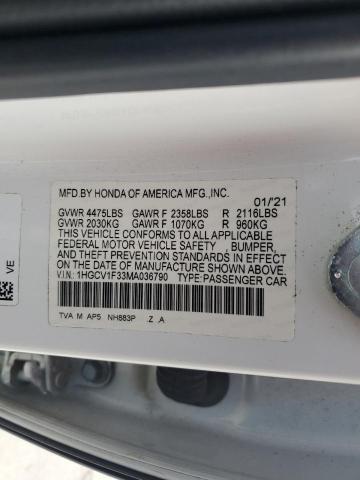 MFD.BY HONDA OF AMERICA MFG.,INC.
01/'21
GVWR 4475LBS GAWR F 2358LBS R 2116LBS
GVWR 2030KG GAWR F 1070KG R 960KG
THIS VEHICLE CONFORMS TO ALL APPLICABLE
FEDERAL MOTOR VEHICLE SAFETY , BUMPER,
AND THEFT PREVENTION STANDARDS IN EFFECT
ON THE DATE OF MANUFACTURE SHOWN ABOVE.
V.I.N.: 1HGCV1F33MA036790 TYPE:PASSENGER CAR
TVA M AP5 NH883P .Z .A
VE